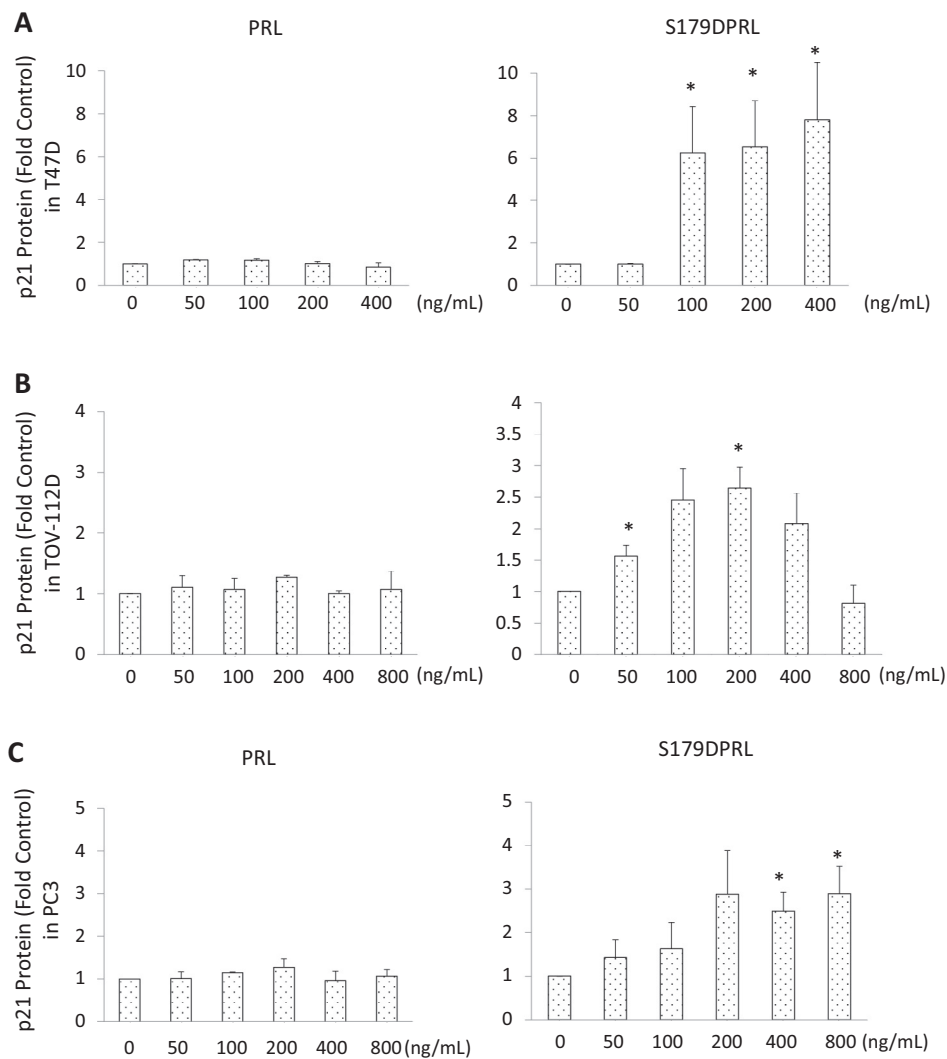 A
PRL
S179DPRL
p21 Protein (Fold Control)
in T47D
10
8
6
4
2
0
0 50 100 200 400 (ng/mL)
10
8
6
4
2
0
* * *
0 50 100 200 400 (ng/mL)
B
p21 Protein (Fold Control)
in TOV-112D
4
3
2
1
0
0 50 100 200 400 800 (ng/mL)
4
3.5
3
2.5
2
1.5
1
0.5
0
* *
0 50 100 200 400 800 (ng/mL)
C
PRL
S179DPRL
p21 Protein (Fold Control)
in PC3
5
4
3
2
1
0
0 50 100 200 400 800 (ng/mL)
5
4
3
2
1
0
* *
0 50 100 200 400 800 (ng/mL)